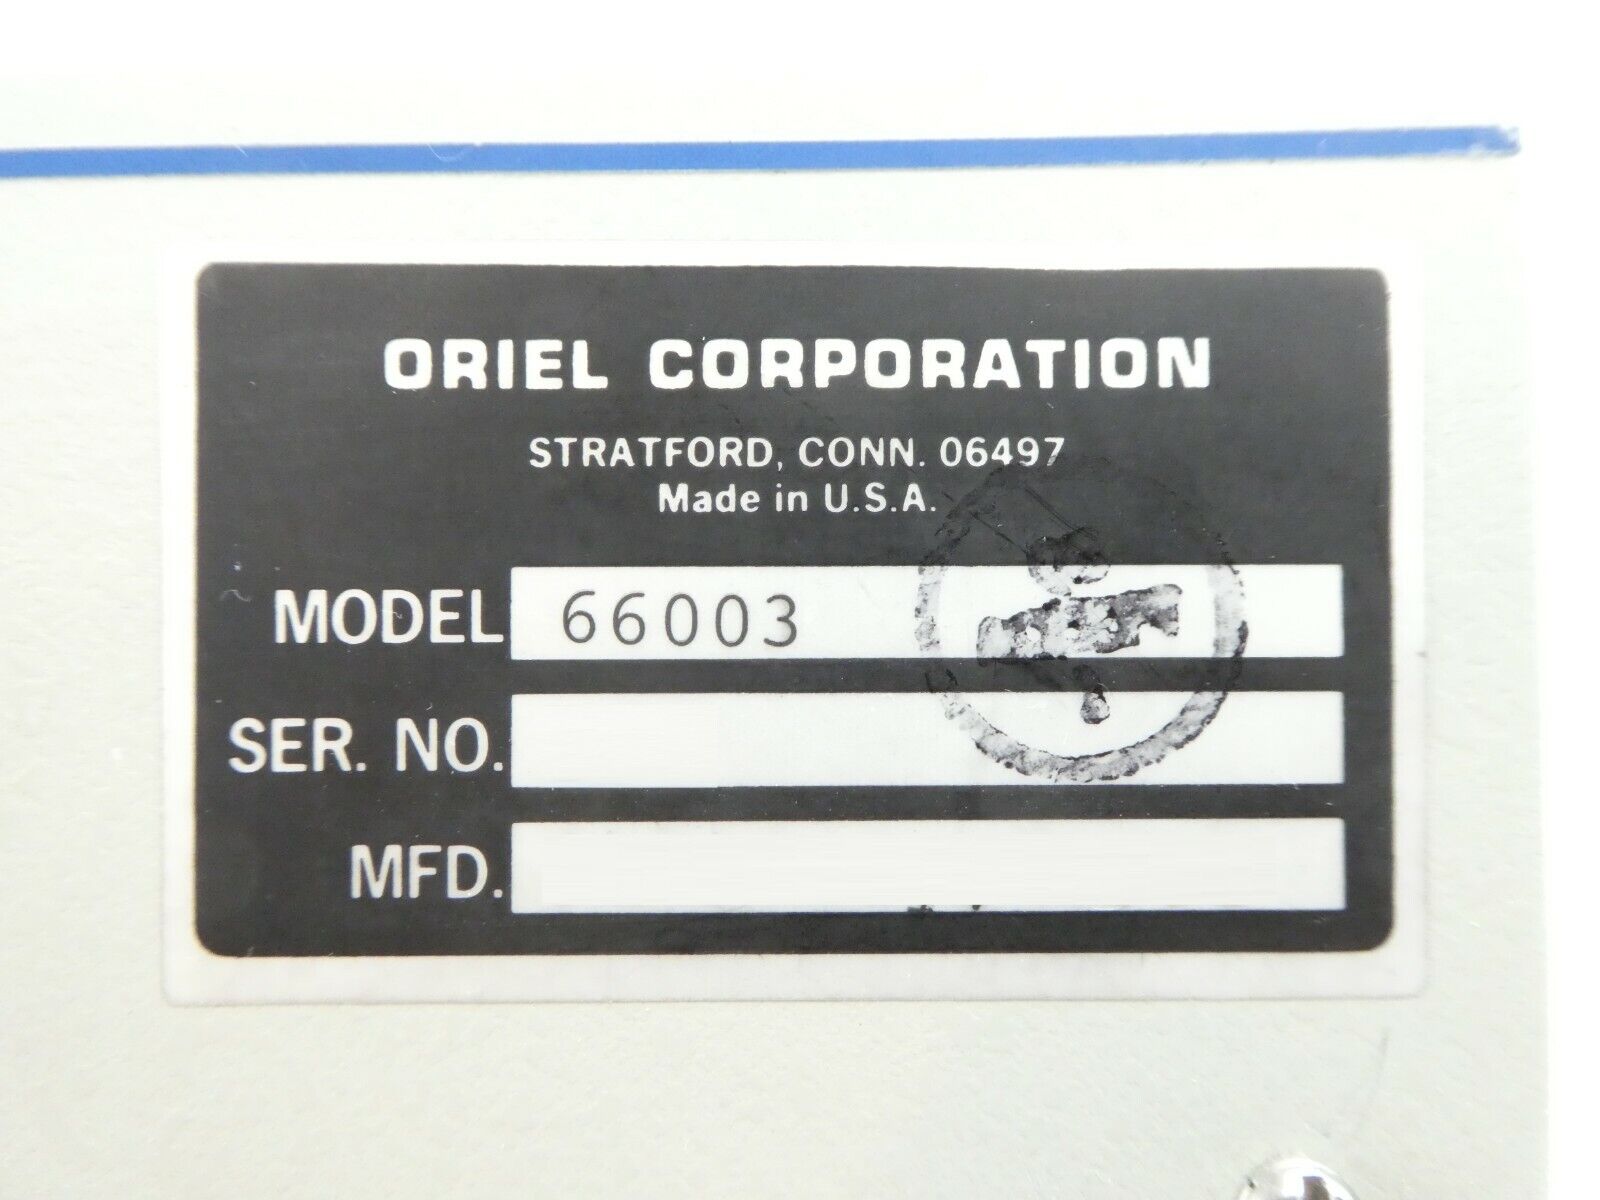 ORIEL CORPORATION
STRATFORD, CONN. 06497
Made in U.S.A.
MODEL 66003
SER. NO.
MFD.